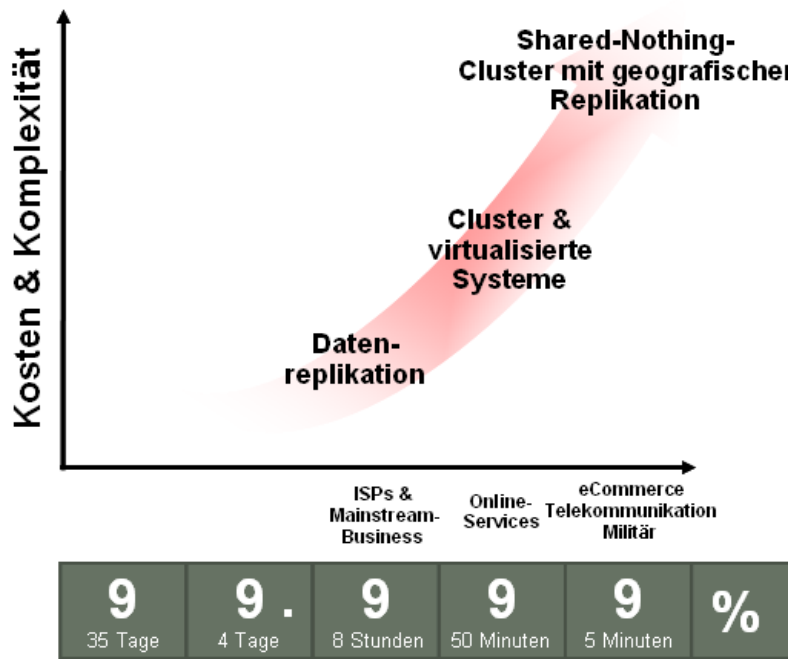 Kosten & Komplexität
Shared-Nothing-
Cluster mit geografischer
Replikation
Cluster &
virtualisierte
Systeme
Daten-
replikation
ISPs &
Mainstream-
Business
Online-
Services
eCommerce
Telekommunikation
Militär
9 9. 9 9 9 %
35 Tage 4 Tage 8 Stunden 50 Minuten 5 Minuten